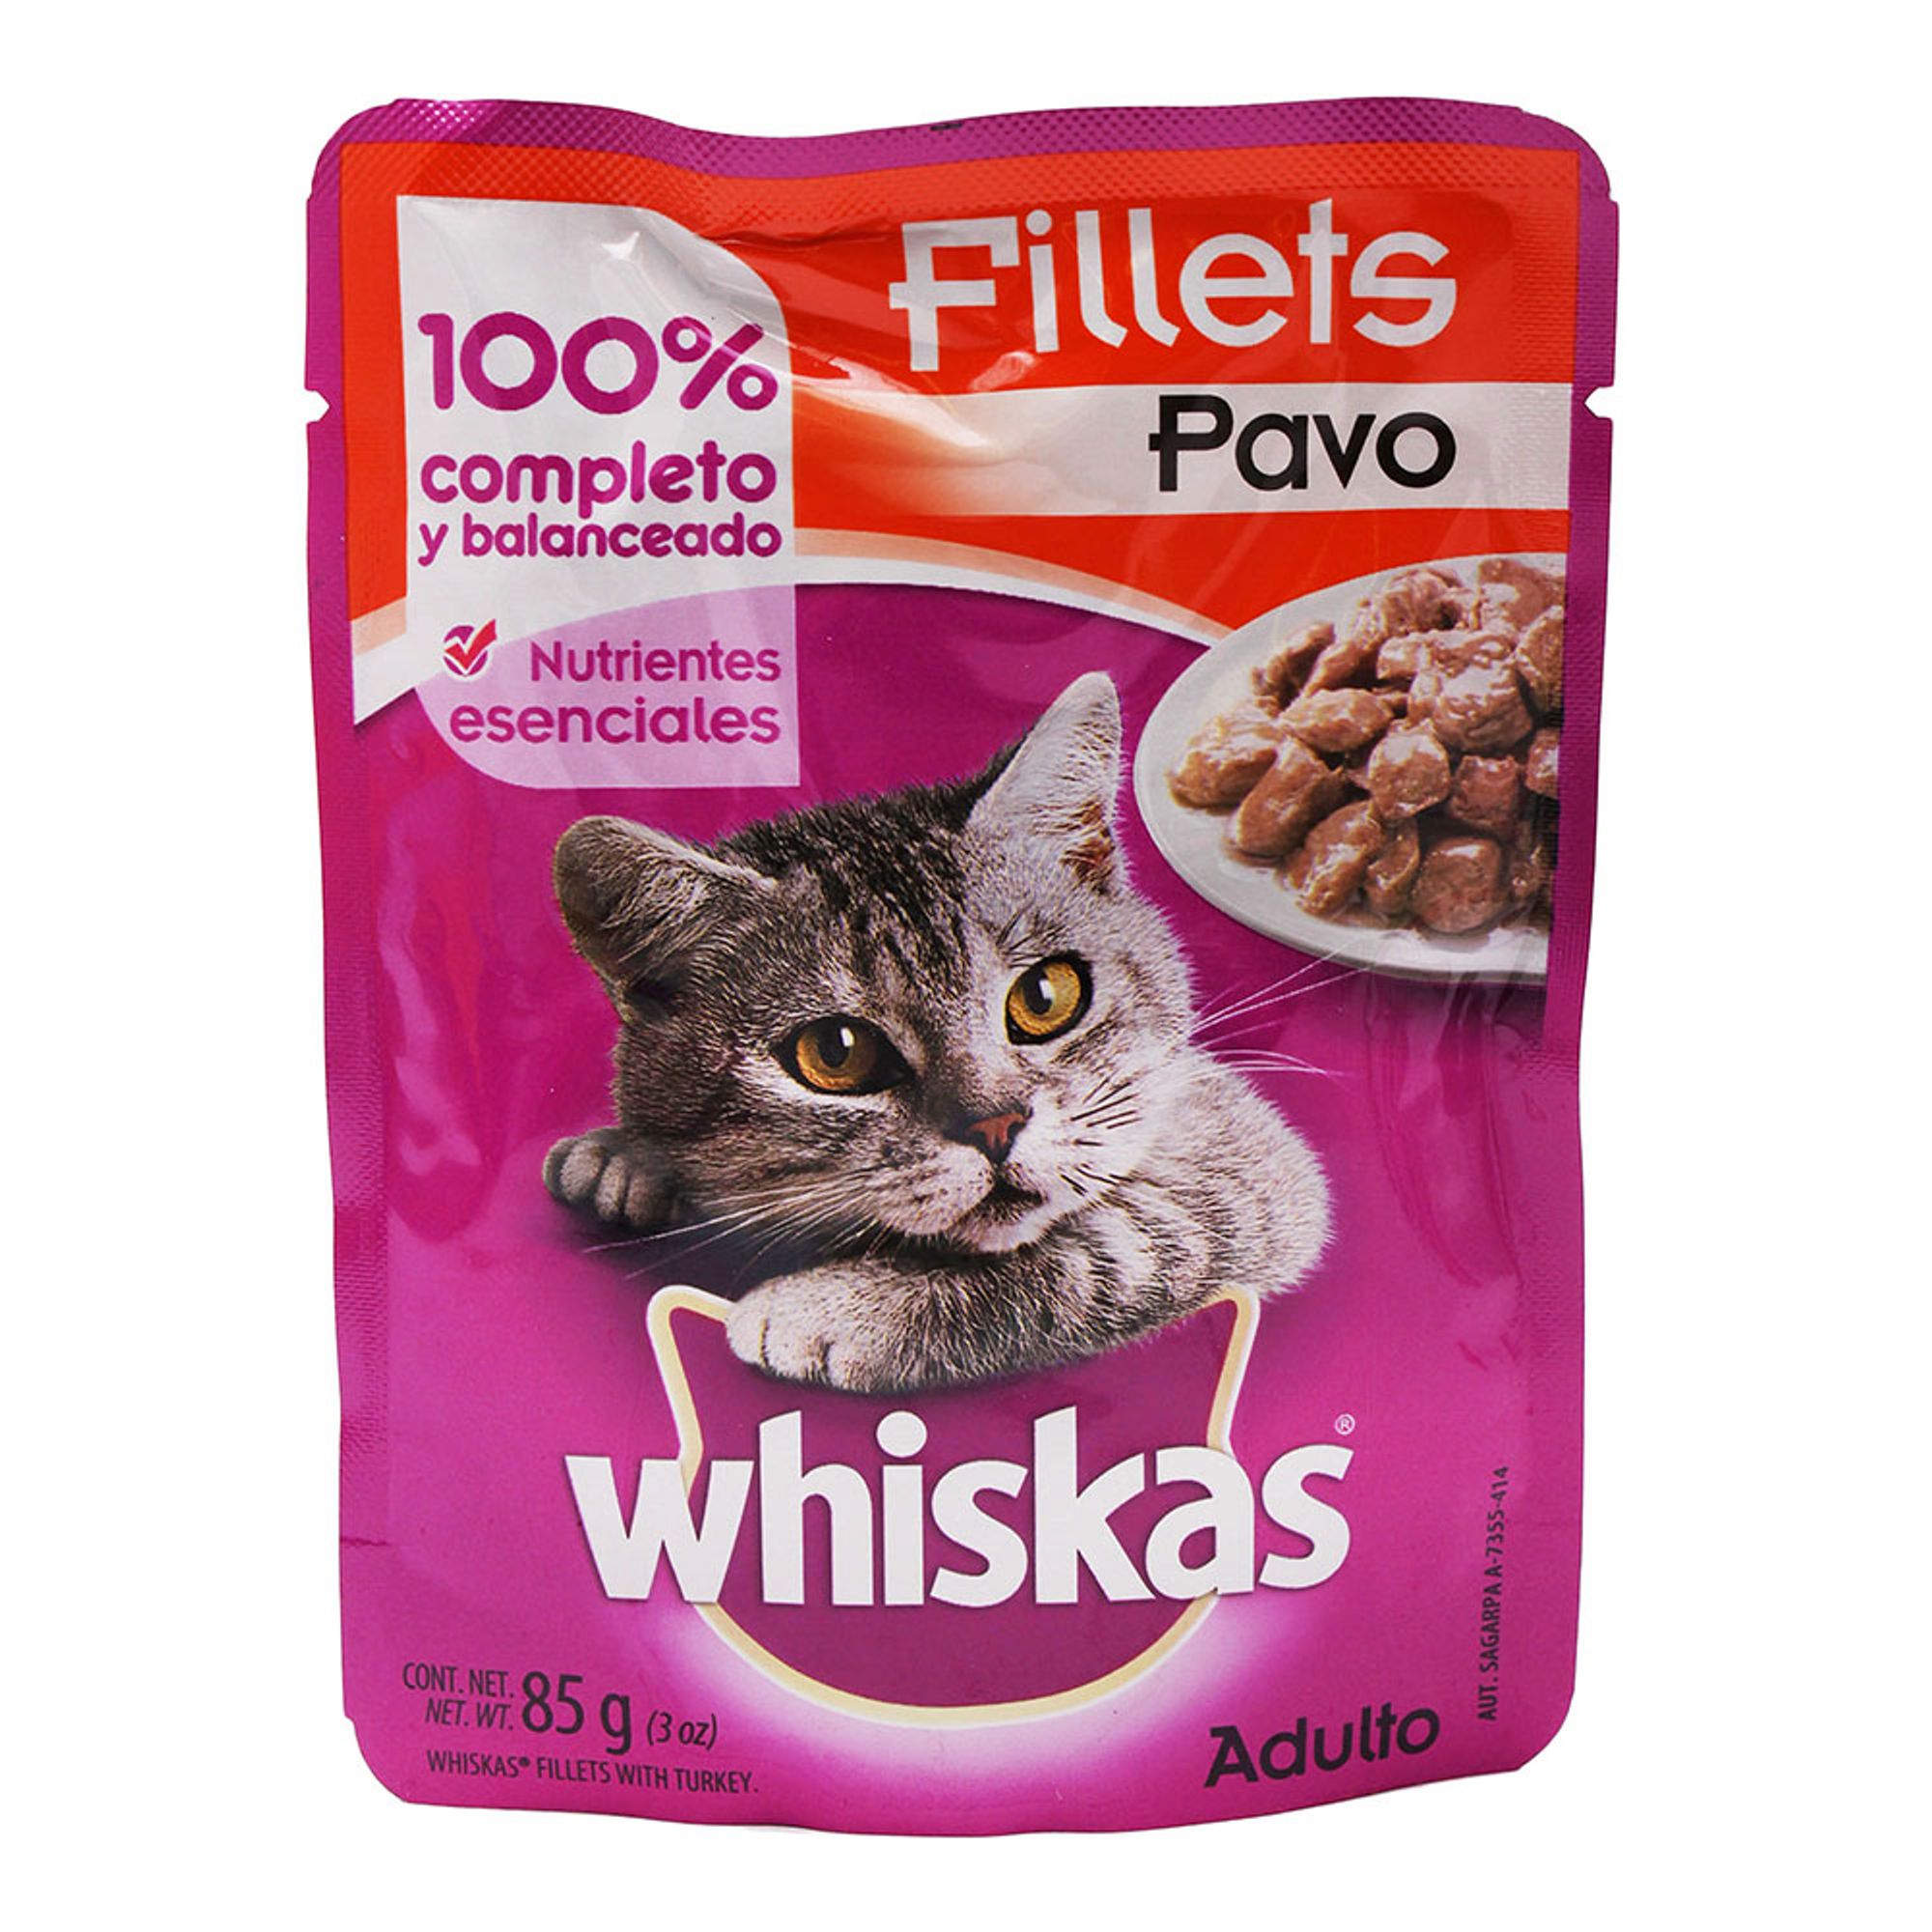 Fillets
Pavo
100%
completo
y balanceado
Nutrientes
esenciales
whiskas®
CONT. NET.
NET. WT. 85 g (3 oz)
WHISKAS® FILLETS WITH TURKEY.
Adulto
AUT. SAGARPA A-7355-414